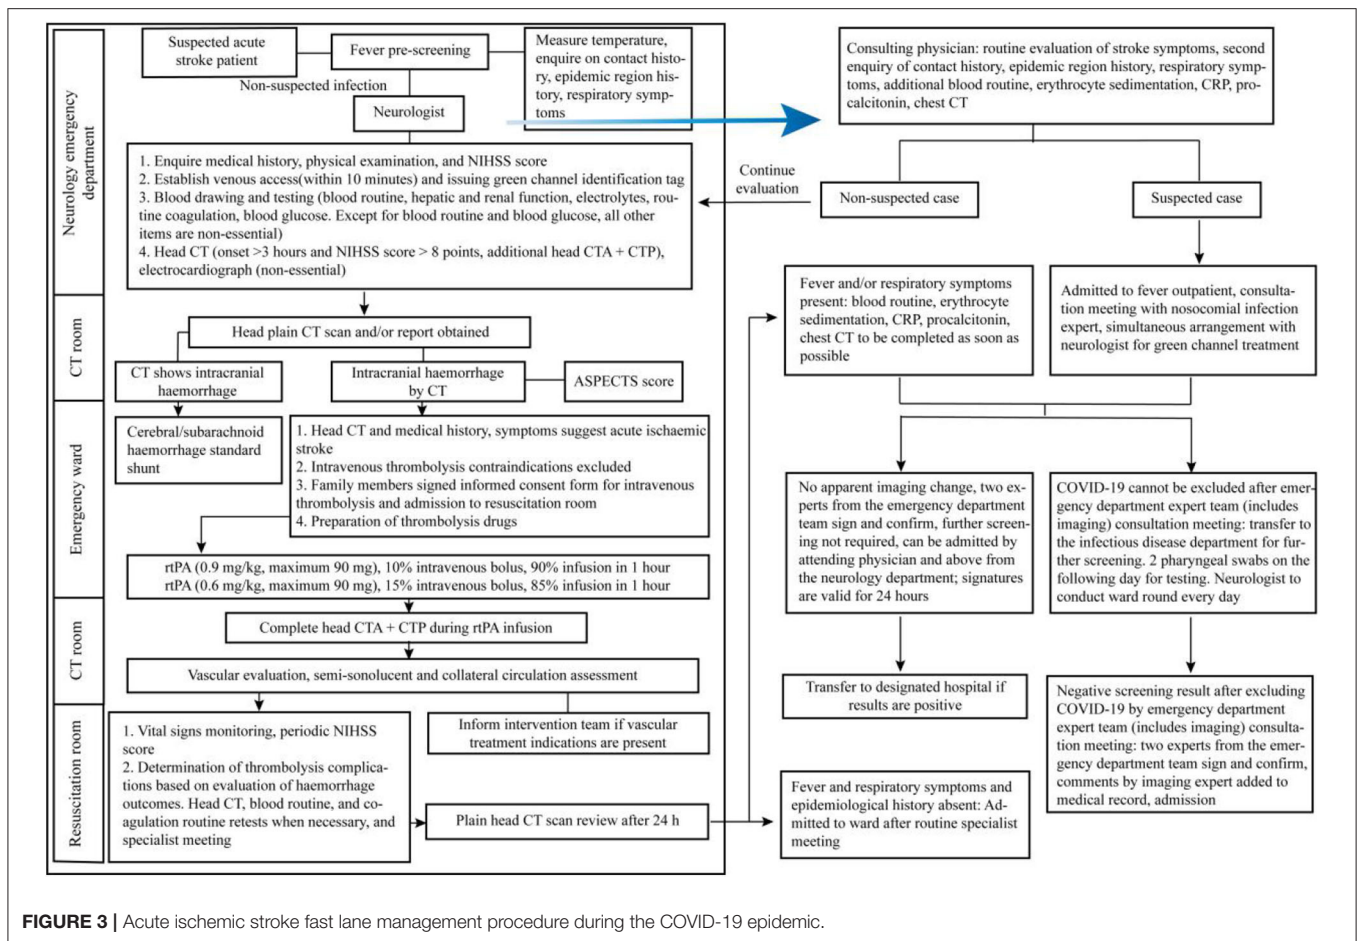 Suspected acute
stroke patient
Fever pre-screening
Measure temperature,
enquire on contact histo-
ry, epidemic region his-
tory, respiratory symp-
toms
Non-suspected infection
Neurologist
Neurology emergency
department
1. Enquire medical history, physical examination, and NIHSS score
2. Establish venous access(within 10 minutes) and issuing green channel identification tag
3. Blood drawing and testing (blood routine, hepatic and renal function, electrolytes, rou-
tine coagulation, blood glucose. Except for blood routine and blood glucose, all other
items are non-essential)
4. Head CT (onset >3 hours and NIHSS score > 8 points, additional head CTA + CTP),
electrocardiograph (non-essential)
CT room
Head plain CT scan and/or report obtained
CT shows intracranial
haemorrhage
Intracranial haemorrhage
by CT
ASPECTS score
Emergency ward
Cerebral/subarachnoid
haemorrhage standard
shunt
1. Head CT and medical history, symptoms suggest acute ischaemic
stroke
2. Intravenous thrombolysis contraindications excluded
3. Family members signed informed consent form for intravenous
thrombolysis and admission to resuscitation room
4. Preparation of thrombolysis drugs
rtPA (0.9 mg/kg, maximum 90 mg), 10% intravenous bolus, 90% infusion in 1 hour
rtPA (0.6 mg/kg, maximum 90 mg), 15% intravenous bolus, 85% infusion in 1 hour
CT room
Complete head CTA + CTP during rtPA infusion
Vascular evaluation, semi-sonolucent and collateral circulation assessment
Resuscitation room
1. Vital signs monitoring, periodic NIHSS
score
2. Determination of thrombolysis complica-
tions based on evaluation of haemorrhage
outcomes. Head CT, blood routine, and co-
agulation routine retests when necessary, and
specialist meeting
Inform intervention team if vascular
treatment indications are present
Plain head CT scan review after 24 h
Consulting physician: routine evaluation of stroke symptoms, second
enquiry of contact history, epidemic region history, respiratory symp-
toms, additional blood routine, erythrocyte sedimentation, CRP, pro-
calcitonin, chest CT
Continue
evaluation
Non-suspected case
Suspected case
Fever and/or respiratory symptoms
present: blood routine, erythrocyte
sedimentation, CRP, procalcitonin,
chest CT to be completed as soon as
possible
Admitted to fever outpatient, consulta-
tion meeting with nosocomial infection
expert, simultaneous arrangement with
neurologist for green channel treatment
No apparent imaging change, two ex-
perts from the emergency department
team sign and confirm, further screen-
ing not required, can be admitted by
attending physician and above from
the neurology department; signatures
are valid for 24 hours
COVID-19 cannot be excluded after emer-
gency department expert team (includes
imaging) consultation meeting: transfer to
the infectious disease department for fur-
ther screening. 2 pharyngeal swabs on the
following day for testing. Neurologist to
conduct ward round every day
Transfer to designated hospital if
results are positive
Negative screening result after excluding
COVID-19 by emergency department
expert team (includes imaging) consulta-
tion meeting: two experts from the emer-
gency department team sign and confirm,
comments by imaging expert added to
medical record, admission
Fever and respiratory symptoms and
epidemiological history absent: Ad-
mitted to ward after routine specialist
meeting
FIGURE 3 | Acute ischemic stroke fast lane management procedure during the COVID-19 epidemic.